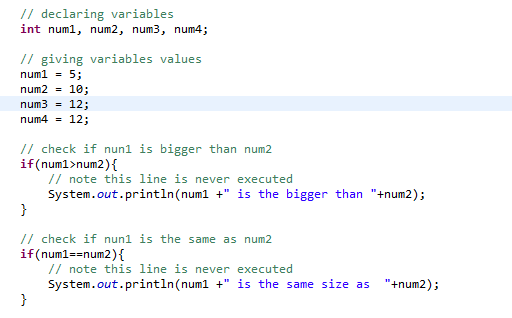 // declaring variables
int num1, num2, num3, num4;
// giving variables values
num1 = 5;
num2 = 10;
num3 = 12;
num4 = 12;
// check if nun1 is bigger than num2
if(num1>num2){
// note this line is never executed
System.out.println(num1 +" is the bigger than "+num2);
}
// check if nun1 is the same as num2
if(num1==num2){
// note this line is never executed
System.out.println(num1 +" is the same size as  "+num2);
}